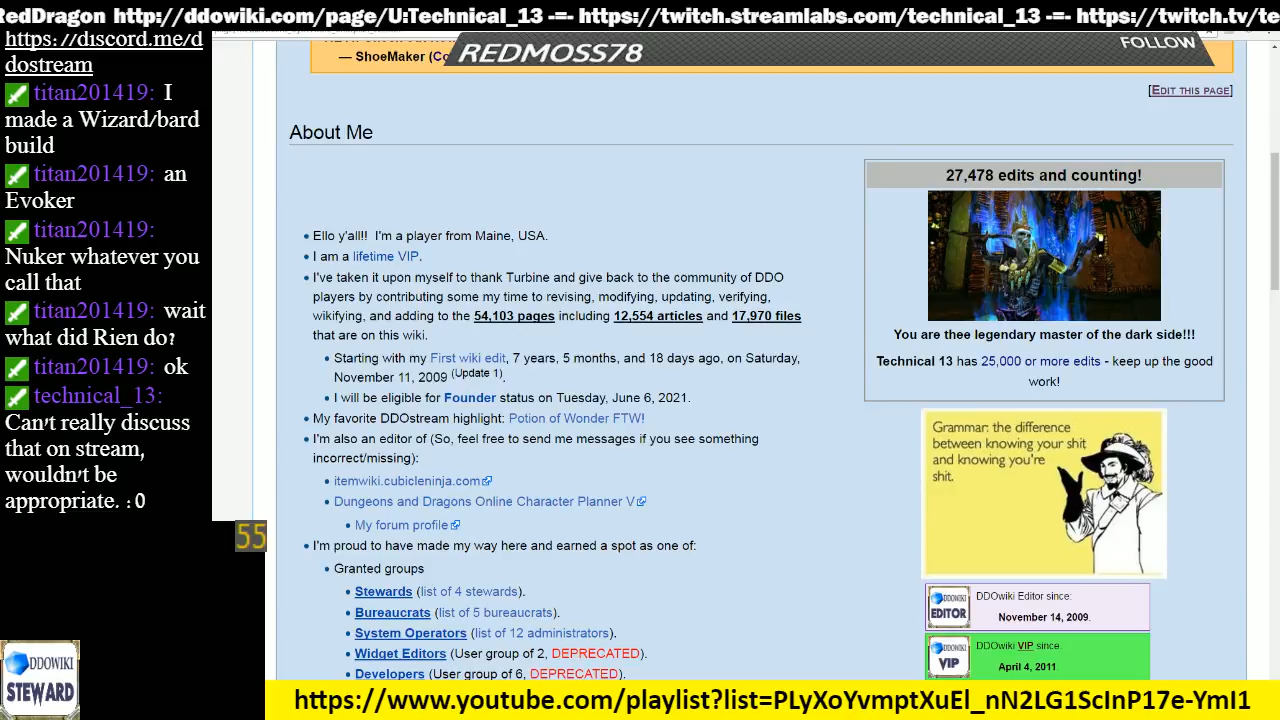 RedDragon http://ddowiki.com/page/U:Technical_13 -=- https://twitch.streamlabs.com/technical_13 -=- https://twitch.tv/te
https://discord.me/d
dostream
titan201419: I
made a Wizard/bard
build
titan201419: an
Evoker
titan201419:
Nuker whatever you
call that
titan201419: wait
what did Rien do?
titan201419: ok
technical_13:
Can't really discuss
that on stream,
wouldn't be
appropriate. :0
55
DDOWIKI
STEWARD
— ShoeMaker (Co
REDMOSS78
FOLLOW
[EDIT THIS PAGE]
About Me
Ello y'all!! I'm a player from Maine, USA.
I am a lifetime VIP.
I've taken it upon myself to thank Turbine and give back to the community of DDO
players by contributing some my time to revising, modifying, updating, verifying,
wikifying, and adding to the 54,103 pages including 12,554 articles and 17,970 files
that are on this wiki.
Starting with my First wiki edit, 7 years, 5 months, and 18 days ago, on Saturday,
November 11, 2009 (Update 1).
I will be eligible for Founder status on Tuesday, June 6, 2021.
My favorite DDOstream highlight: Potion of Wonder FTW!
I'm also an editor of (So, feel free to send me messages if you see something
incorrect/missing):
itemwiki.cubicleninja.com
Dungeons and Dragons Online Character Planner V
My forum profile
I'm proud to have made my way here and earned a spot as one of:
Granted groups
Stewards (list of 4 stewards).
Bureaucrats (list of 5 bureaucrats).
System Operators (list of 12 administrators).
Widget Editors (User group of 2, DEPRECATED).
Developers (User group of 6, DEPRECATED).
27,478 edits and counting!
You are thee legendary master of the dark side!!!
Technical 13 has 25,000 or more edits - keep up the good
work!
Grammar: the difference
between knowing your shit
and knowing you're
shit.
DDOWIKI
EDITOR
DDOwiki Editor since:
November 14, 2009.
DDOWIKI
VIP
DDOwiki VIP since:
April 4, 2011.
https://www.youtube.com/playlist?list=PLyXoYvmptXuEl_nN2LG1ScInP17e-YmI1